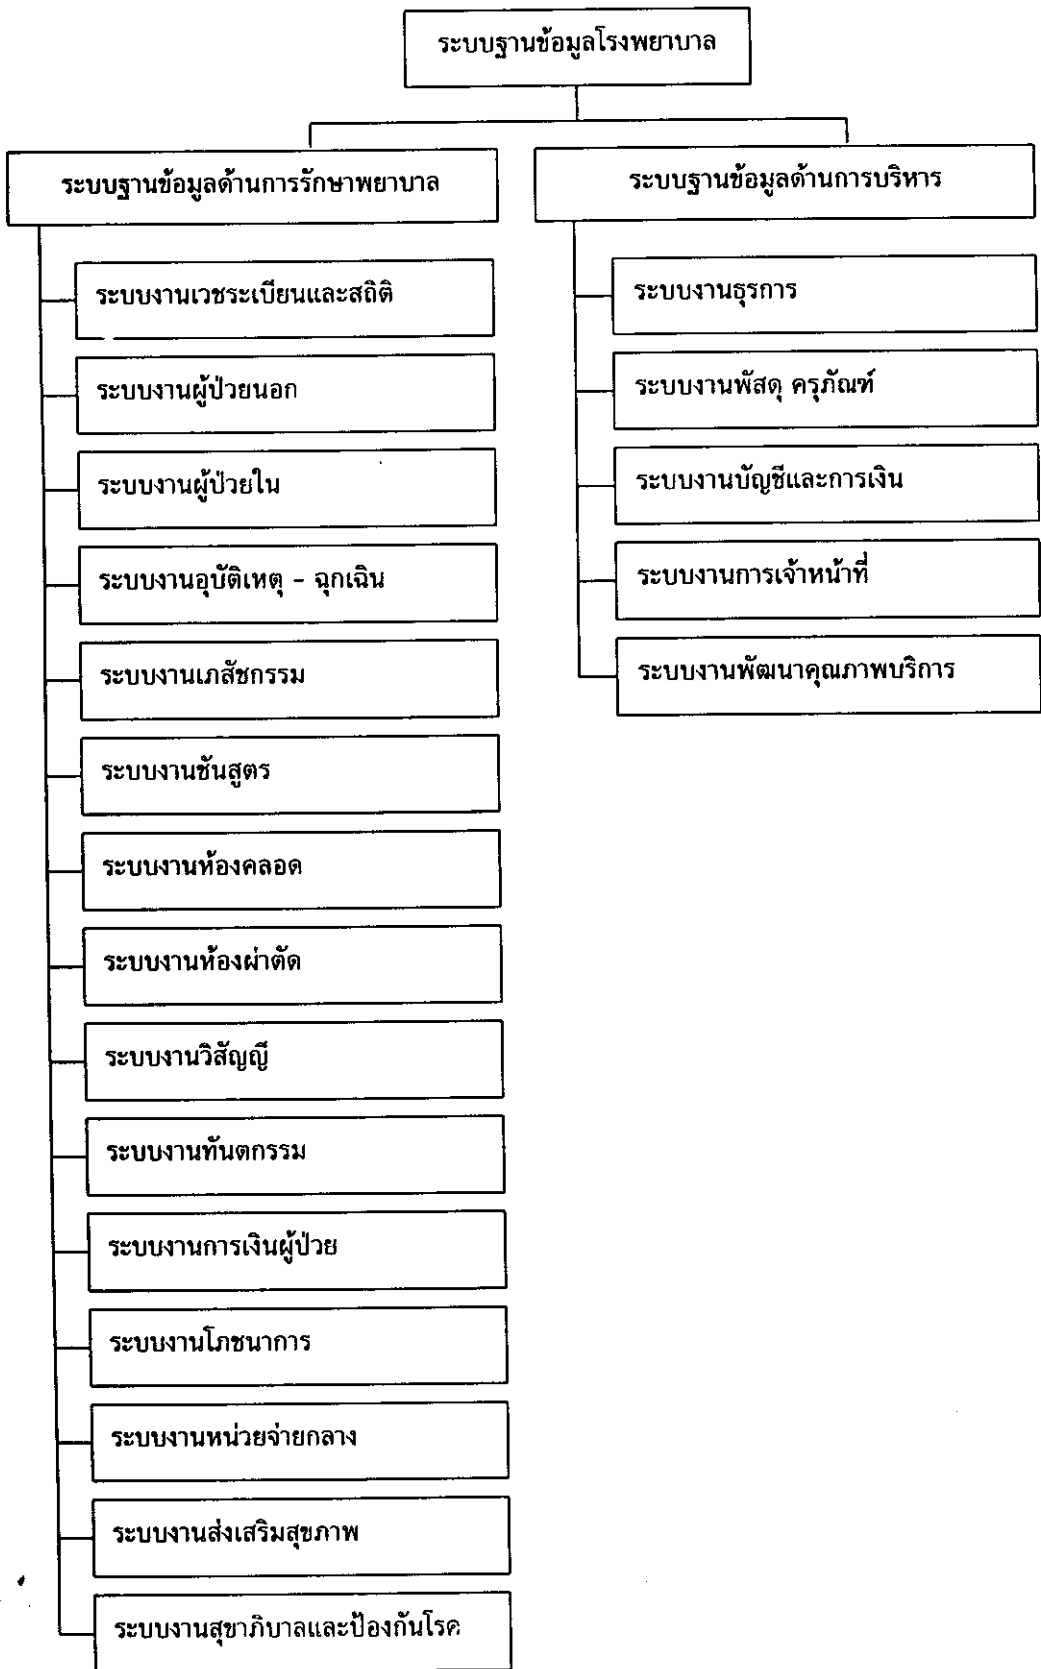 ระบบฐานข้อมูลโรงพยาบาล
ระบบฐานข้อมูลด้านการรักษาพยาบาล
ระบบงานเวชระเบียนและสถิติ
ระบบงานผู้ป่วยนอก
ระบบงานผู้ป่วยใน
ระบบงานอุบัติเหตุ - ฉุกเฉิน
ระบบงานเภสัชกรรม
ระบบงานชันสูตร
ระบบงานห้องคลอด
ระบบงานห้องผ่าตัด
ระบบงานวิสัญญี
ระบบงานทันตกรรม
ระบบงานการเงินผู้ป่วย
ระบบงานโภชนาการ
ระบบงานหน่วยจ่ายกลาง
ระบบงานส่งเสริมสุขภาพ
ระบบงานสุขาภิบาลและป้องกันโรค
ระบบฐานข้อมูลด้านการบริหาร
ระบบงานธุรการ
ระบบงานพัสดุ ครุภัณฑ์
ระบบงานบัญชีและการเงิน
ระบบงานการเจ้าหน้าที่
ระบบงานพัฒนาคุณภาพบริการ